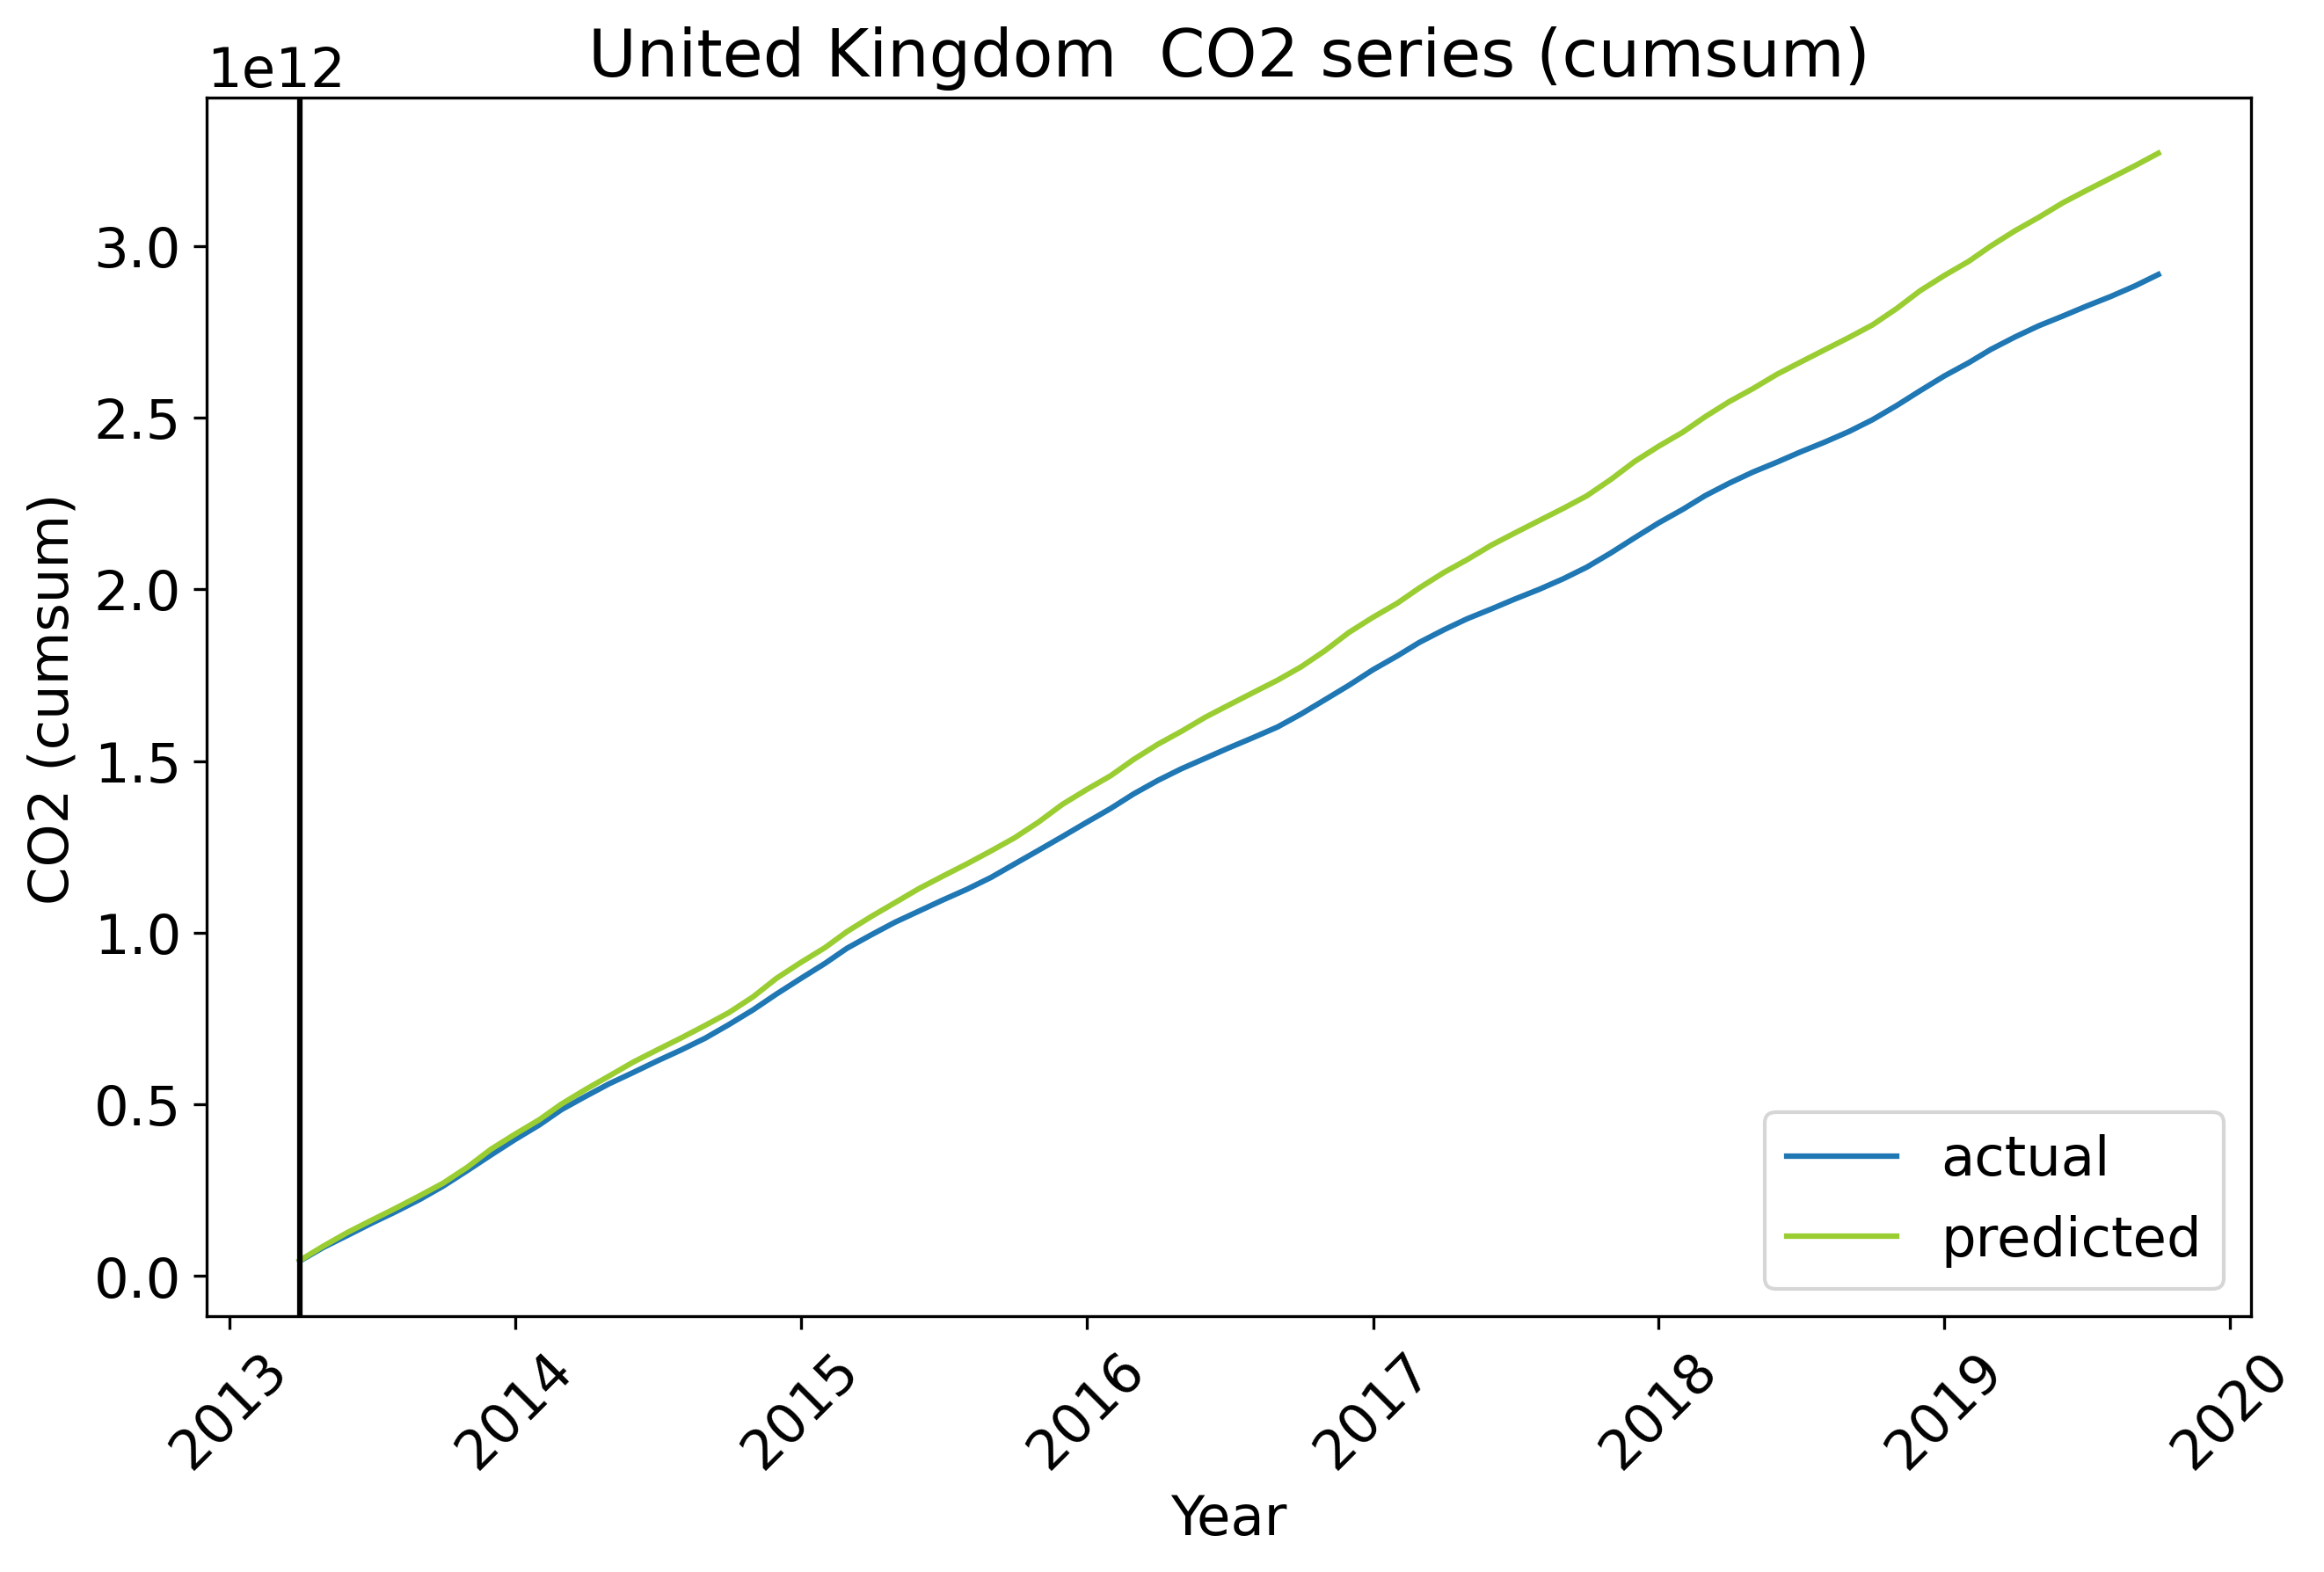 United Kingdom  CO2 series (cumsum)
1e12
3.0
2.5
2.0
1.5
1.0
0.5
0.0
CO2 (cumsum)
actual
predicted
2013 2014 2015 2016 2017 2018 2019 2020
Year